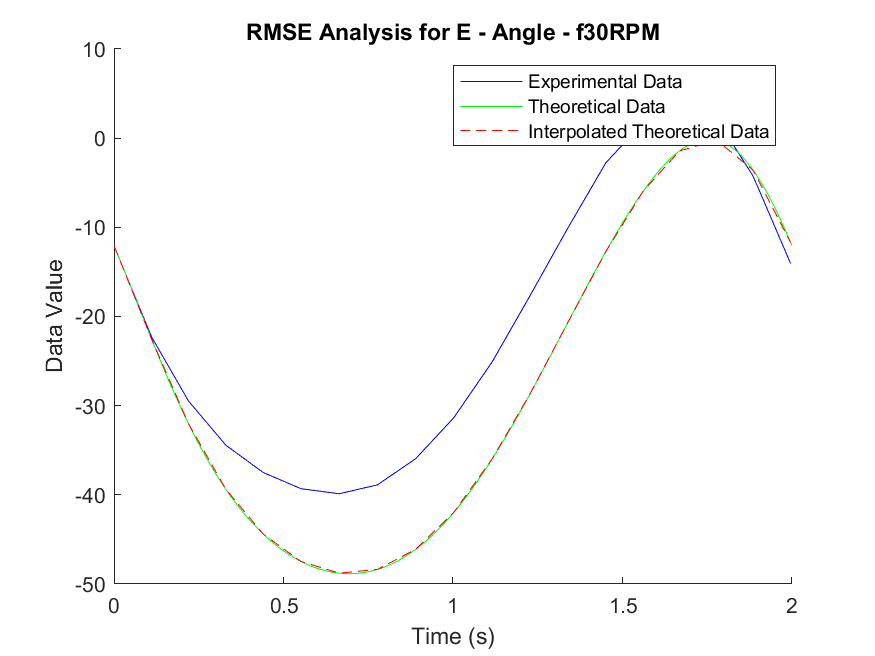 RMSE Analysis for E - Angle - f30RPM
Experimental Data
Theoretical Data
Interpolated Theoretical Data
10
0
-10
-20
-30
-40
-50
Data Value
0 0.5 1 1.5 2
Time (s)